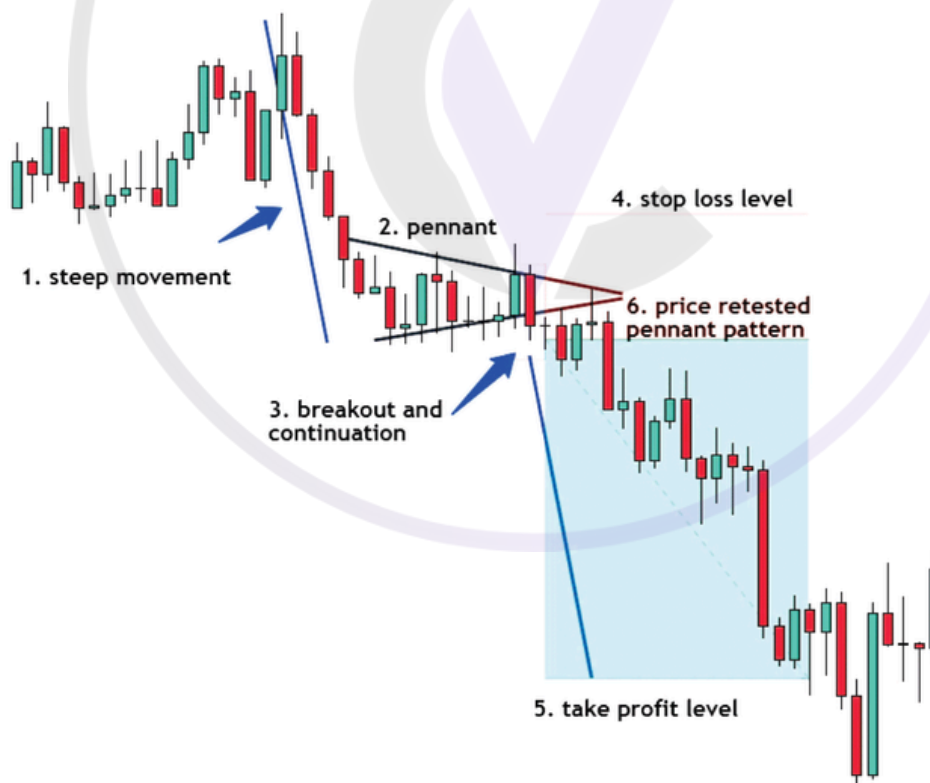 4. stop loss level
2. pennant
1. steep movement
6. price retested
pennant pattern
3. breakout and
continuation
5. take profit level